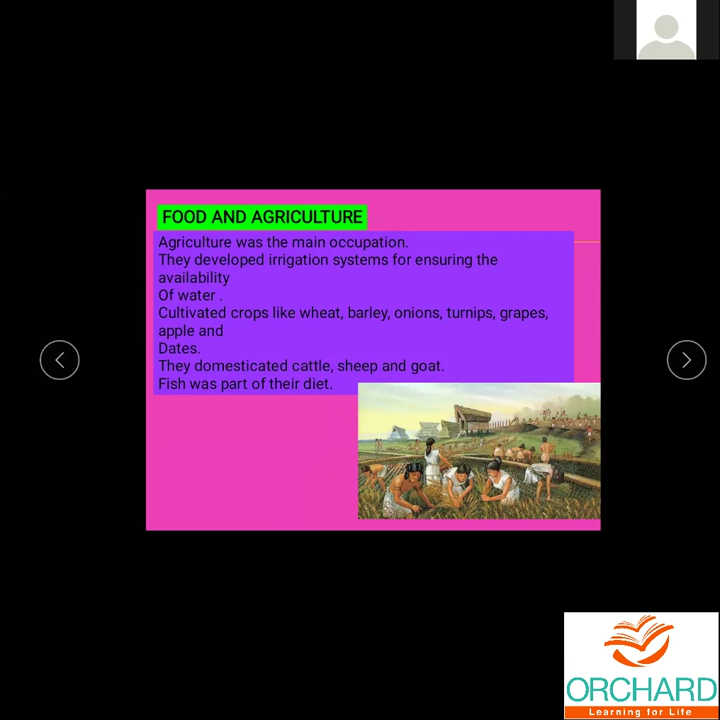 FOOD AND AGRICULTURE
Agriculture was the main occupation.
They developed irrigation systems for ensuring the
availability
Of water .
Cultivated crops like wheat, barley, onions, turnips, grapes,
apple and
Dates.
They domesticated cattle, sheep and goat.
Fish was part of their diet.
ORCHARD
Learning for Life